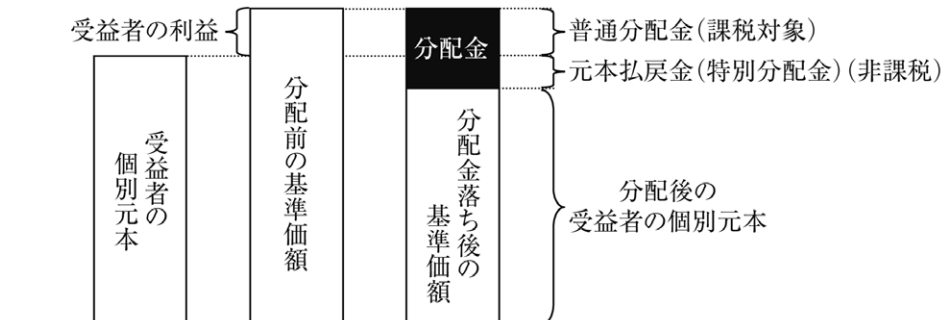 受益者の利益
分配金
普通分配金(課税対象)
元本払戻金(特別分配金)(非課税)
受益者の
個別元本
分配前の基準価額
分配金落ち後の
基準価額
分配後の
受益者の個別元本